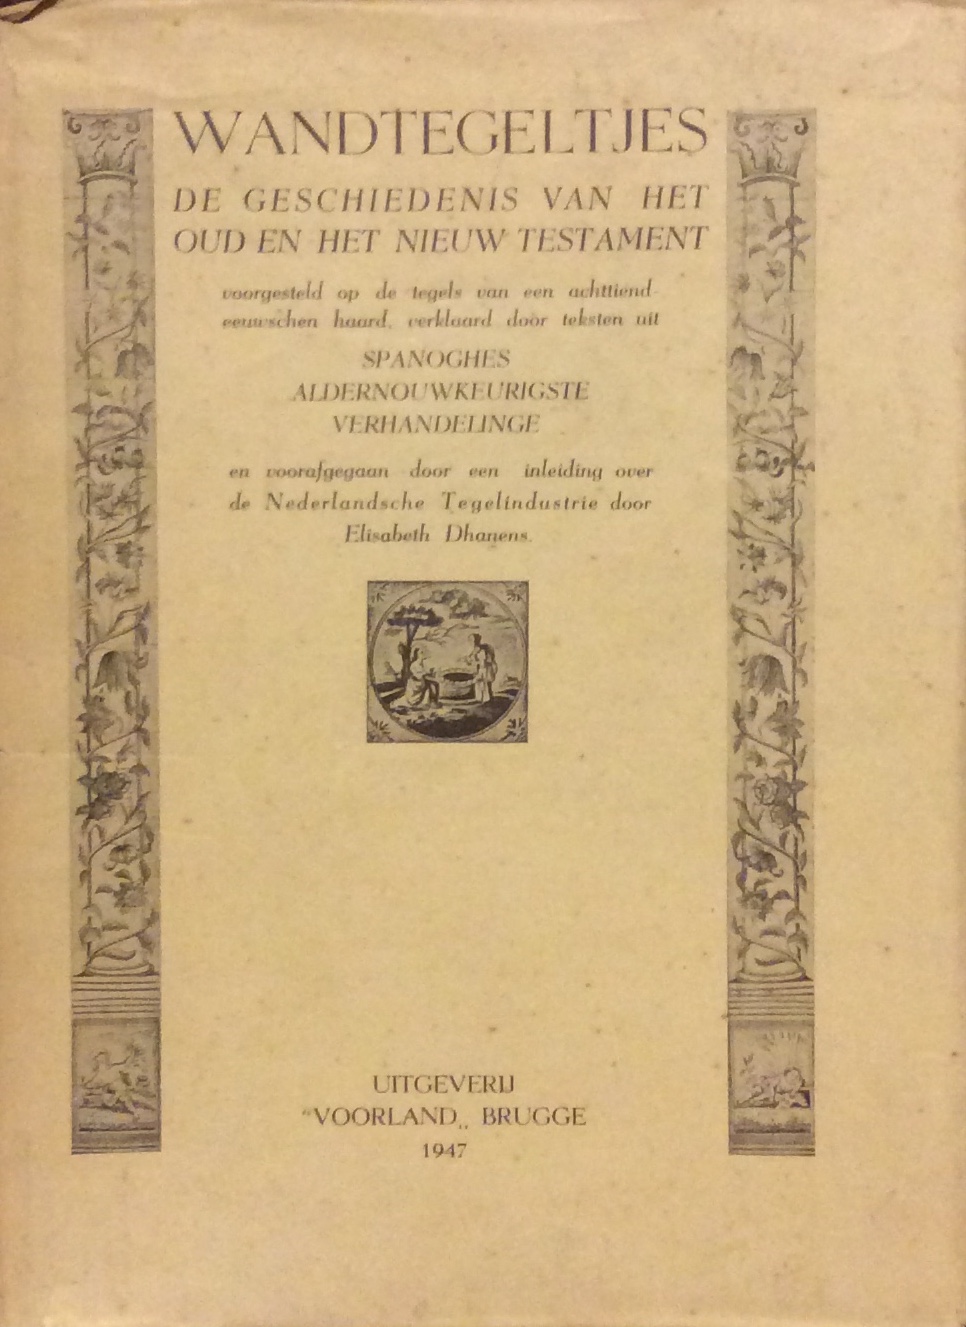 WANDTEGELTJES
DE GESCHIEDENIS VAN HET
OUD EN HET NIEUW TESTAMENT
voorgesteld op de tegels van een achttiend-
eeuwschen haard, verklaard door teksten uit
SPANOGHES
ALDERNOUWKEURIGSTE
VERHANDELINGE
en voorafgegaan door een inleiding over
de Nederlandsche Tegelindustrie door
Elisabeth Dhanens.
UITGEVERIJ
"VOORLAND„ BRUGGE
1947